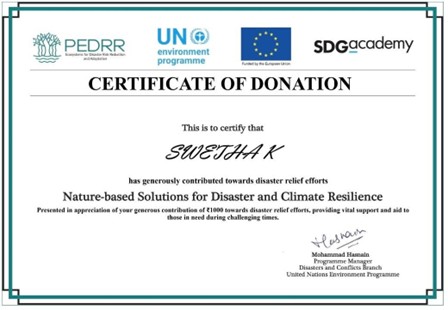 PEDRR
Ecosystems for Disaster Risk Reduction
and Adaptation
UN
environment
programme
Funded by the European Union
SDGacademy
CERTIFICATE OF DONATION
This is to certify that
SWETHA K
has generously contributed towards disaster relief efforts
Nature-based Solutions for Disaster and Climate Resilience
Presented in appreciation of your generous contribution of ₹1000 towards disaster relief efforts, providing vital support and aid to
those in need during challenging times.
Hasnain
Mohammad Hasnain
Programme Manager
Disasters and Conflicts Branch
United Nations Environment Programme